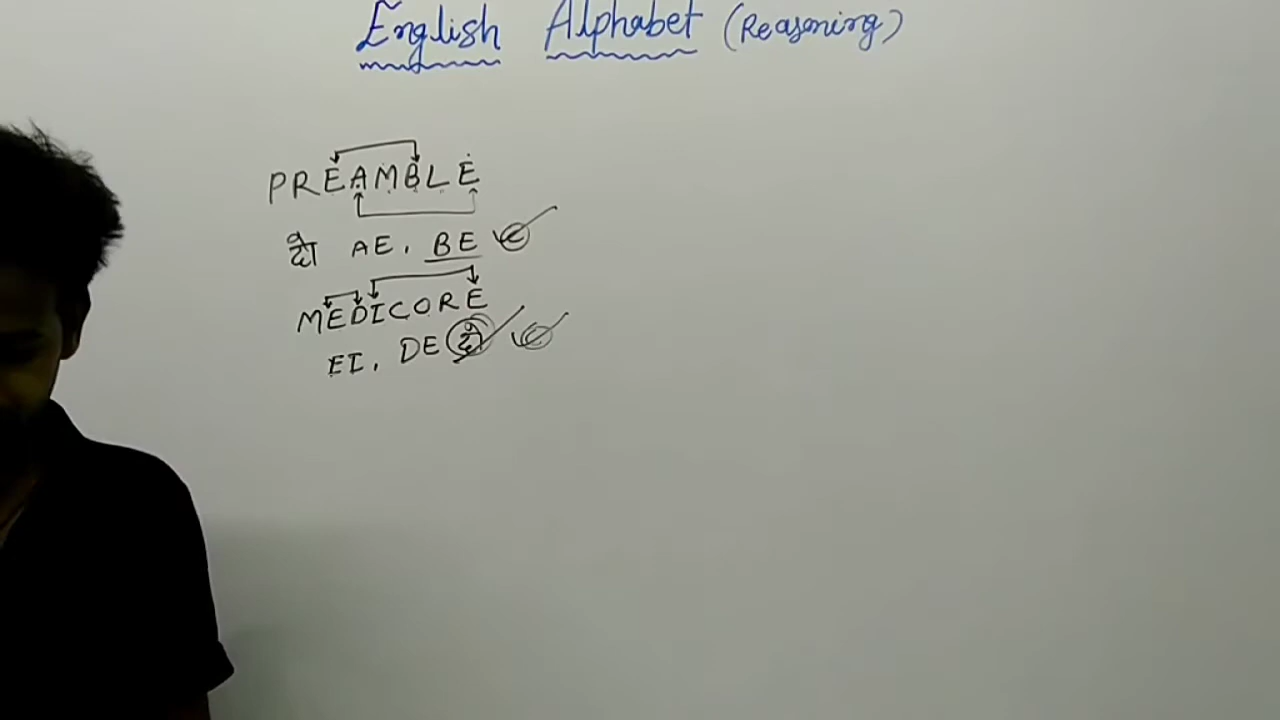 English Alphabet (Reasoning)
PREAMBLE
दो AE, BE
MEDICORE
EI, DE दो